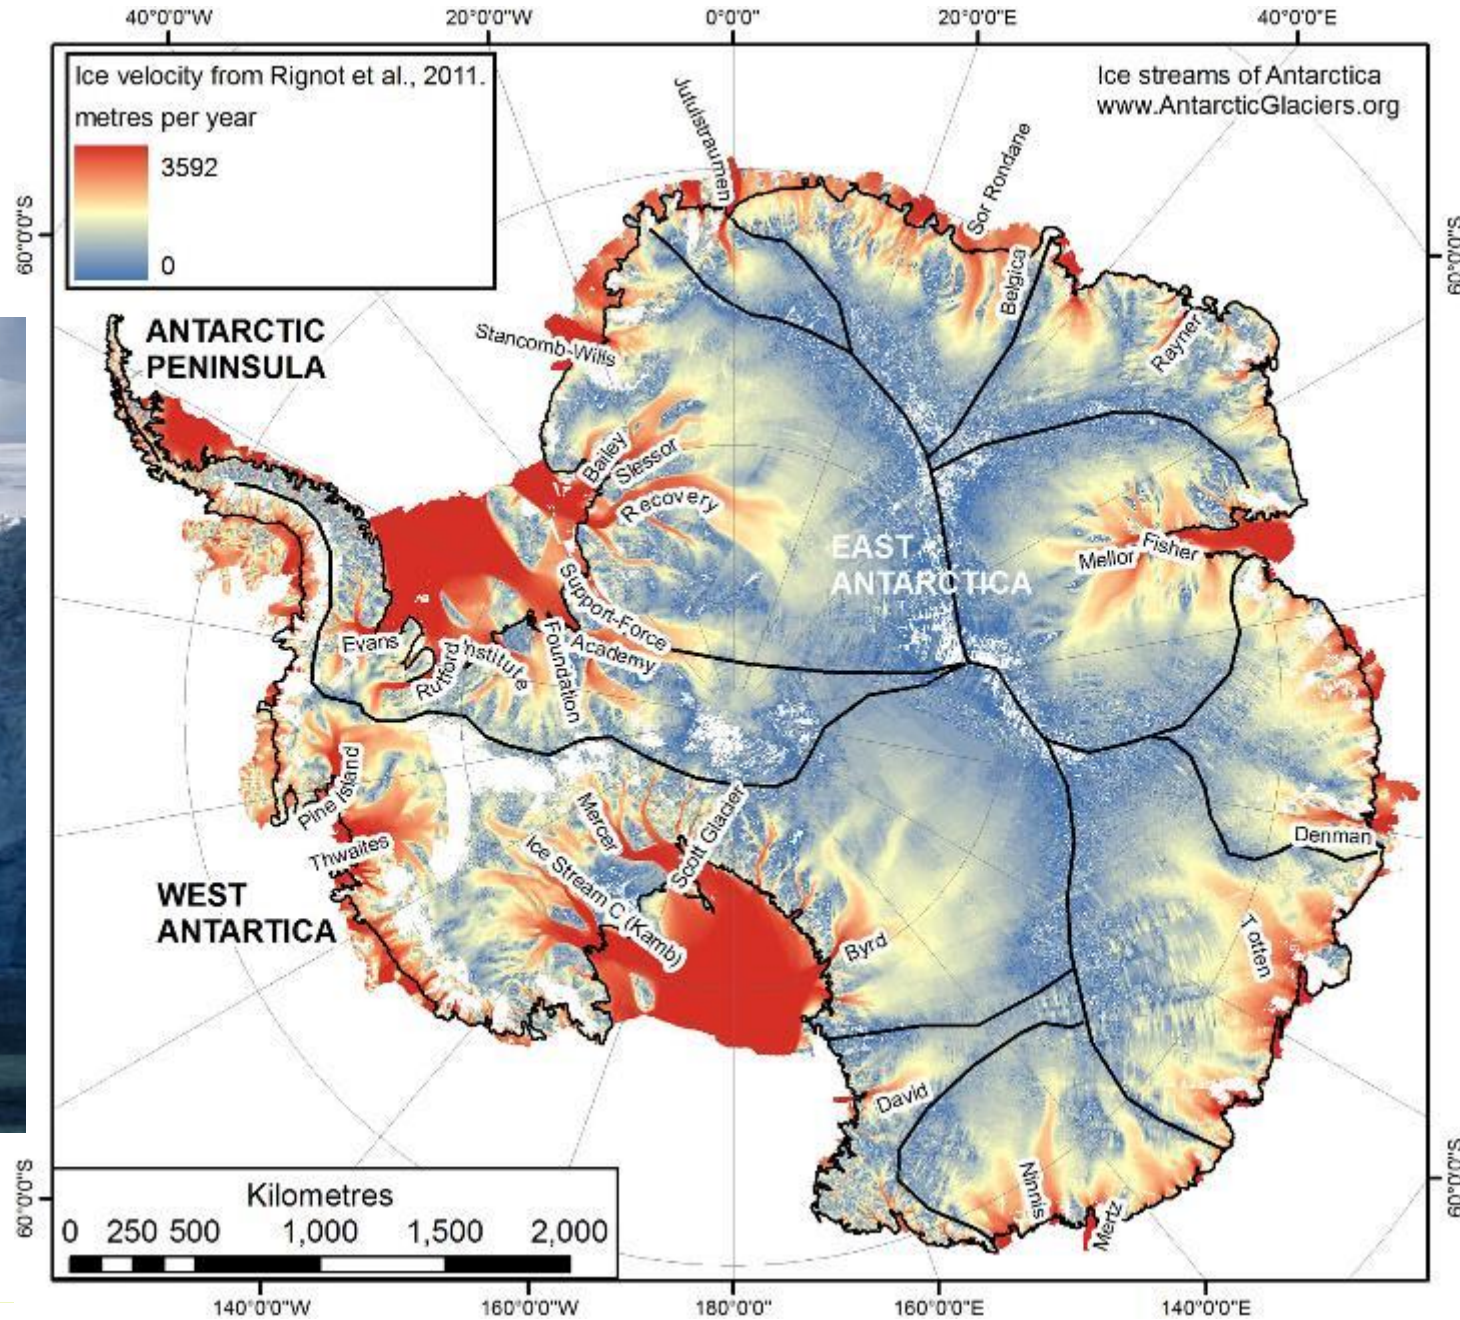 40°0'0"W
20°0'0"W
0°0'0"
20°0'0"E
40°0'0"E
Ice velocity from Rignot et al., 2011.
metres per year
3592
0
Ice streams of Antarctica
www.AntarcticGlaciers.org
60°0'0"S
60°0'0"S
Jutulstraumen
Sor Rondane
Belgica
Rayner
Stancomb-Wills
ANTARCTIC
PENINSULA
Bailey
Slessor
Recovery
EAST
ANTARCTICA
Mellor
Fisher
Support-Force
Academy
Foundation
Institute
Rutford
Evans
Pine Island
Thwaites
Mercer
Scott Glacier
Ice Stream C (Kamb)
WEST
ANTARTICA
Byrd
Denman
Totten
David
Ninnis
Mertz
60°0'0"S
60°0'0"S
Kilometres
0 250 500 1,000 1,500 2,000
140°0'0"W
160°0'0"W
180°0'0"
160°0'0"E
140°0'0"E